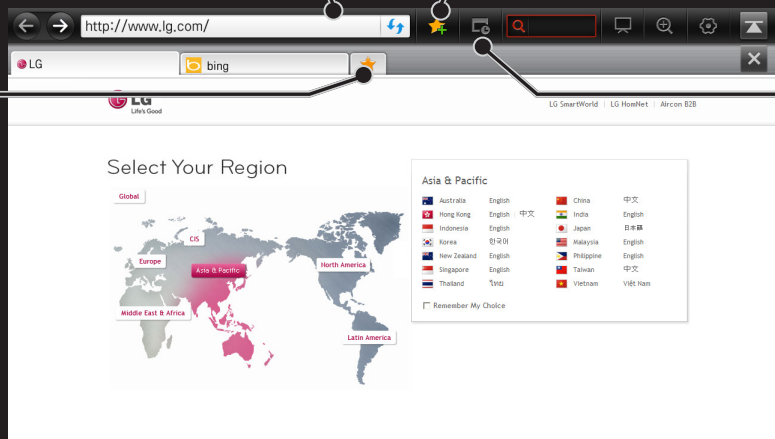 http://www.lg.com/
LG
bing
LG
Life's Good
LG SmartWorld | LG HomNet | Aircon B2B
Select Your Region
Global
CIS
Europe
Asia & Pacific
North America
Middle East & Africa
Latin America
Asia & Pacific
Australia English China 中文
Hong Kong English 中文 India English
Indonesia English Japan 日本語
Korea 한국어 Malaysia English
New Zealand English Philippine English
Singapore English Taiwan 中文
Thailand ไทย Vietnam Việt Nam
Remember My Choice